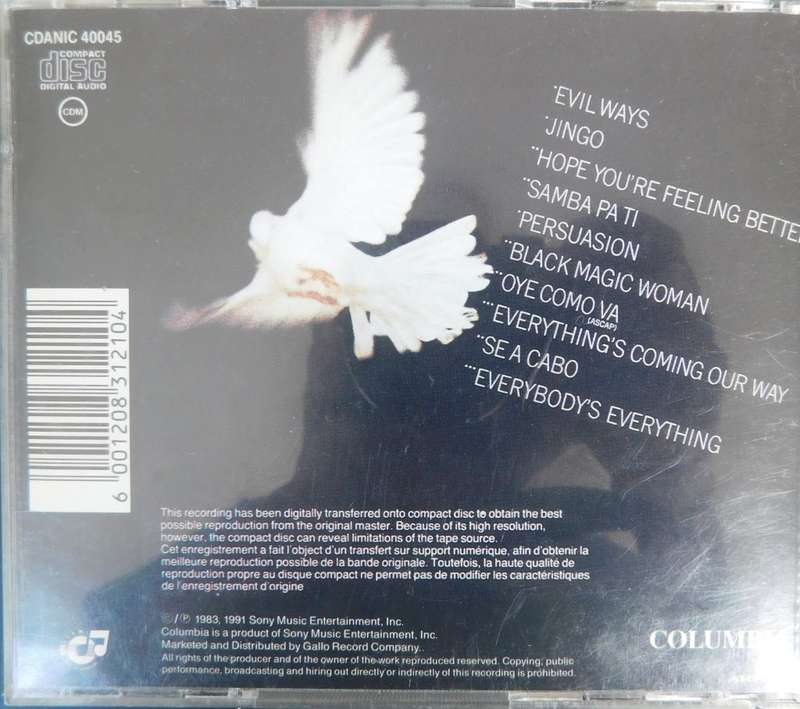 CDANIC 40045
COMPACT
disc
DIGITAL AUDIO
CDM
·EVIL WAYS
·JINGO
··HOPE YOU'RE FEELING BETTER
··SAMBA PA TI
·PERSUASION
··BLACK MAGIC WOMAN
··OYE COMO VA
(ASCAP)
···EVERYTHING'S COMING OUR WAY
··SE A CABO
···EVERYBODY'S EVERYTHING
6 001208 312104
This recording has been digitally transferred onto compact disc to obtain the best
possible reproduction from the original master. Because of its high resolution,
however, the compact disc can reveal limitations of the tape source.
Cet enregistrement a fait l'object d'un transfert sur support numérique, afin d'obtenir la
meilleure reproduction possible de la bande originale. Toutefois, la haute qualité de
reproduction propre au disque compact ne permet pas de modifier les caractéristiques
de l'enregistrement d'origine
©/℗ 1983, 1991 Sony Music Entertainment, Inc.
Columbia is a product of Sony Music Entertainment, Inc.
Marketed and Distributed by Gallo Record Company..
All rights of the producer and of the owner of the work reproduced reserved. Copying, public
performance, broadcasting and hiring out directly or indirectly of this recording is prohibited.
COLUM